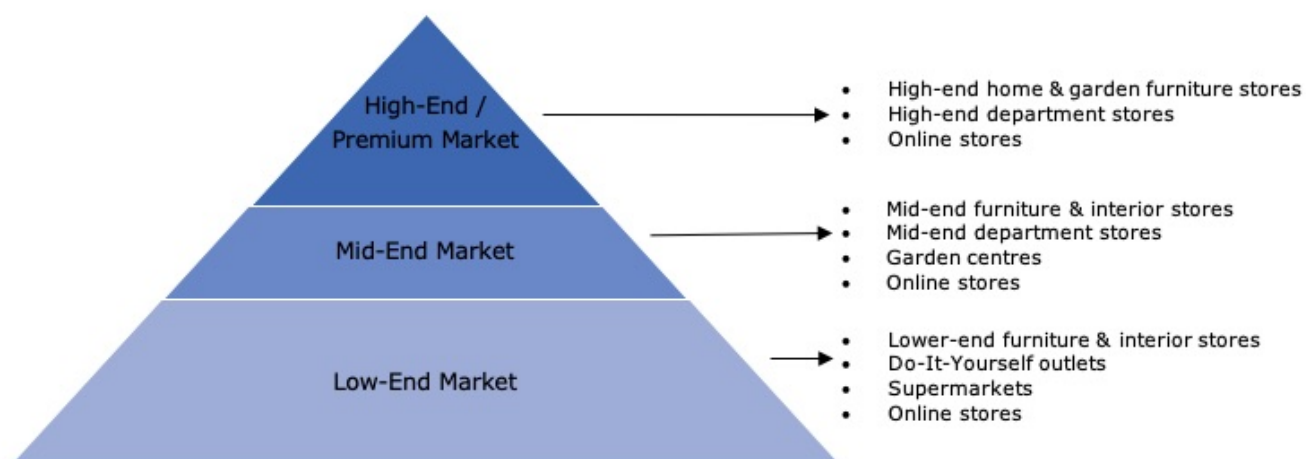 High-End /
Premium Market
• High-end home & garden furniture stores
• High-end department stores
• Online stores
Mid-End Market
• Mid-end furniture & interior stores
• Mid-end department stores
• Garden centres
• Online stores
Low-End Market
• Lower-end furniture & interior stores
• Do-It-Yourself outlets
• Supermarkets
• Online stores